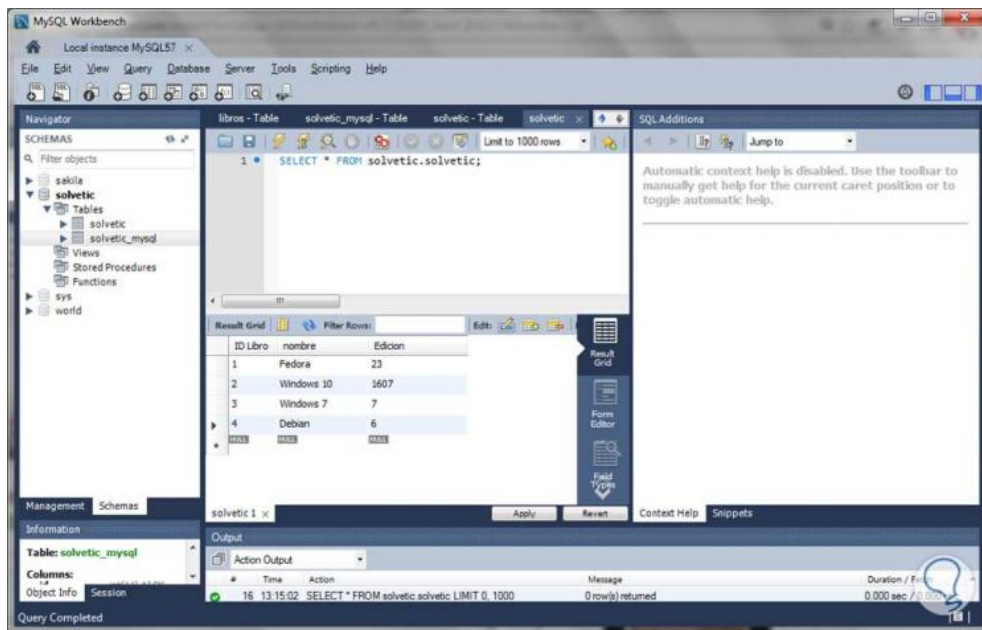 MySQL Workbench
Local instance MySQL57
File Edit View Query Database Server Tools Scripting Help
Navigator
SCHEMAS
Filter objects
sakila
solvetic
Tables
solvetic
solvetic_mysql
Views
Stored Procedures
Functions
sys
world
Management Schemas
Information
Table: solvetic_mysql
Columns:
Object Info Session
libros - Table solvetic_mysql - Table solvetic - Table solvetic
Limit to 1000 rows
1 SELECT * FROM solvetic.solvetic;
Result Grid Filter Rows: Edit:
ID Libro nombre Edicion
1 Fedora 23
2 Windows 10 1607
3 Windows 7 7
4 Debian 6
NULL NULL NULL
Result Grid
Form Editor
Field Types
solvetic 1 Apply Revert
SQL Additions
Jump to
Automatic context help is disabled. Use the toolbar to
manually get help for the current caret position or to
toggle automatic help.
Context Help Snippets
Output
Action Output
# Time Action Message Duration /
16 13:15:02 SELECT * FROM solvetic.solvetic LIMIT 0, 1000 0 row(s) returned 0.000 sec /
Query Completed